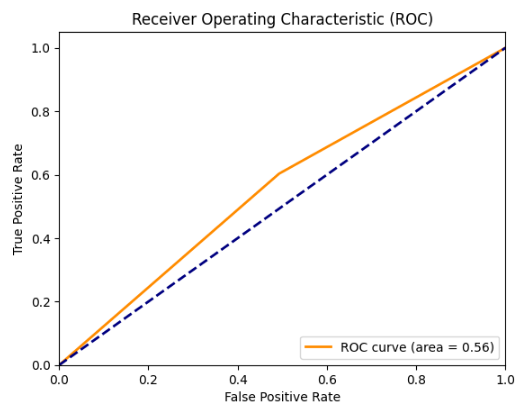 Receiver Operating Characteristic (ROC)
1.0
0.8
0.6
0.4
0.2
0.0
True Positive Rate
ROC curve (area = 0.56)
0.0 0.2 0.4 0.6 0.8 1.0
False Positive Rate